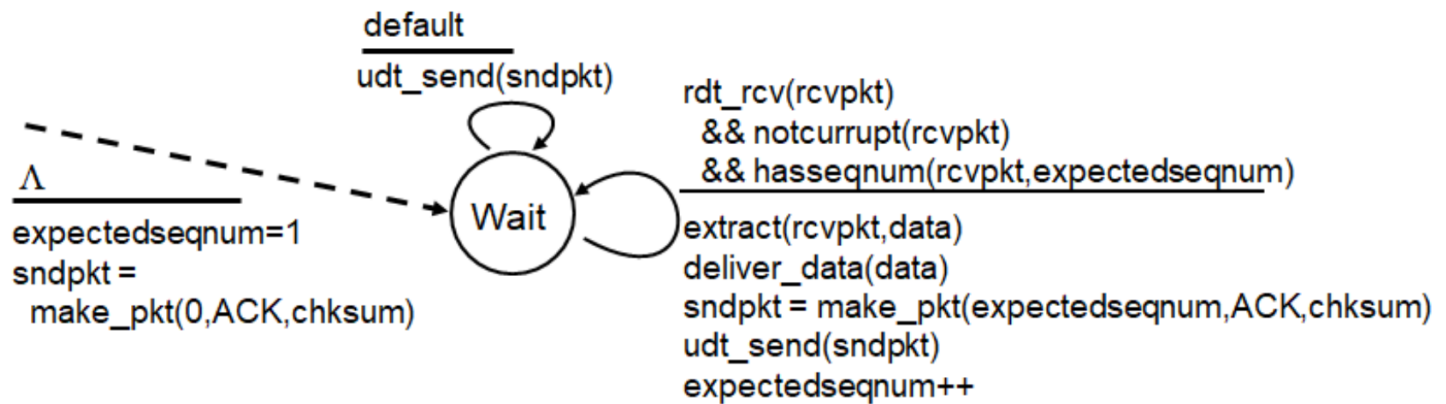 default
udt_send(sndpkt)
Λ
expectedseqnum=1
sndpkt =
make_pkt(0,ACK,chksum)
Wait
rdt_rcv(rcvpkt)
&& notcurrupt(rcvpkt)
&& hasseqnum(rcvpkt,expectedseqnum)
extract(rcvpkt,data)
deliver_data(data)
sndpkt = make_pkt(expectedseqnum,ACK,chksum)
udt_send(sndpkt)
expectedseqnum++